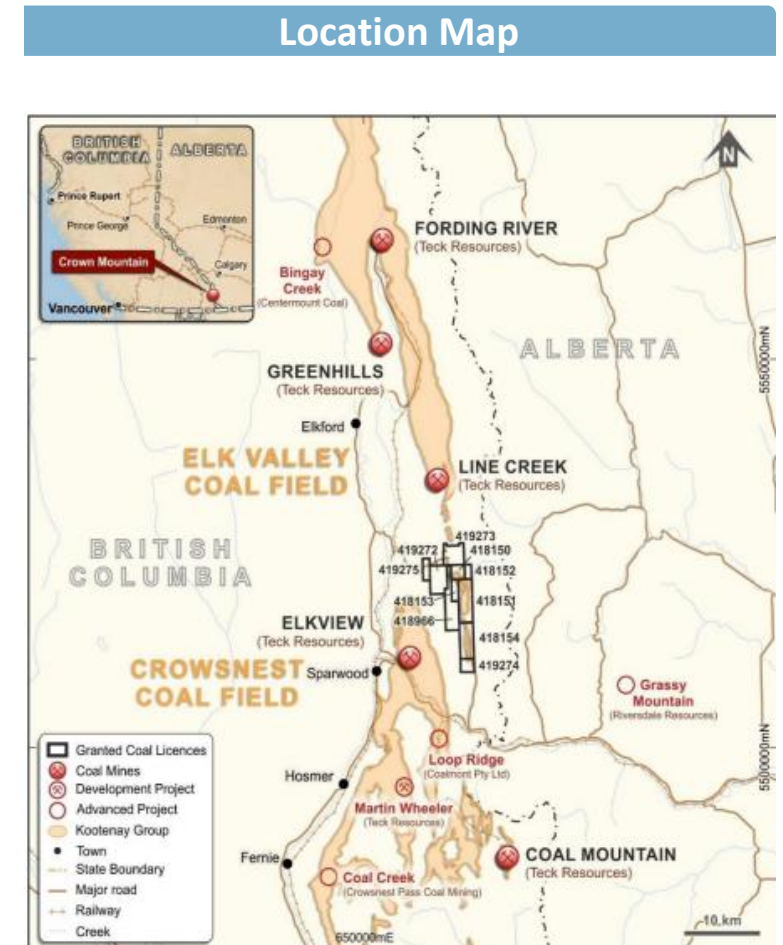 Location Map
BRITISH
COLUMBIA
ALBERTA
Prince Rupert
Prince George
Edmonton
Crown Mountain
Calgary
Vancouver
N
FORDING RIVER
(Teck Resources)
Bingay
Creek
(Centermount Coal)
ALBERTA
5550000mN
GREENHILLS
(Teck Resources)
Elkford
ELK VALLEY
COAL FIELD
LINE CREEK
(Teck Resources)
BRITISH
COLUMBIA
419273
419272
418150
419275
418152
418153
418151
418966
418154
419274
ELKVIEW
(Teck Resources)
CROWSNEST
COAL FIELD
Sparwood
Grassy
Mountain
(Riversdale Resources)
Loop Ridge
(Coalmont Pty Ltd)
5500000mN
Hosmer
Martin Wheeler
(Teck Resources)
COAL MOUNTAIN
(Teck Resources)
Fernie
Coal Creek
(Crowsnest Pass Coal Mining)
650000mE
10 km
Granted Coal Licences
Coal Mines
Development Project
Advanced Project
Kootenay Group
Town
State Boundary
Major road
Railway
Creek